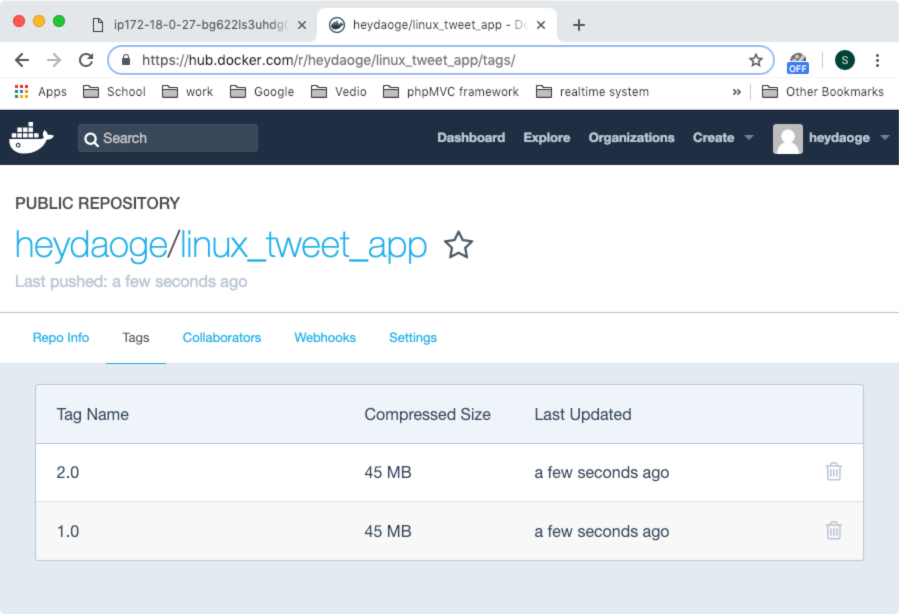 ip172-18-0-27-bg622ls3uhdg
heydaoge/linux_tweet_app - Do
https://hub.docker.com/r/heydaoge/linux_tweet_app/tags/
OFF
S
Apps School work Google Vedio phpMVC framework realtime system » Other Bookmarks
Search Dashboard Explore Organizations Create heydaoge
PUBLIC REPOSITORY
heydaoge/linux_tweet_app
Last pushed: a few seconds ago
Repo Info Tags Collaborators Webhooks Settings
Tag Name Compressed Size Last Updated
2.0 45 MB a few seconds ago
1.0 45 MB a few seconds ago